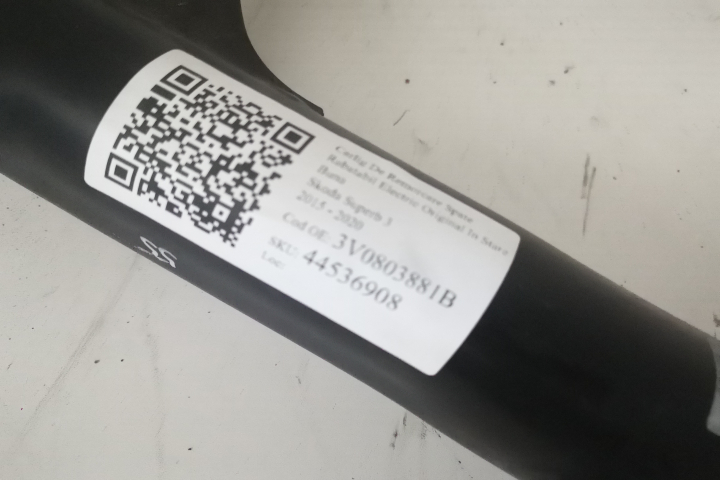 Carlig De Remorcare Spate
Rabatabil Electric Original In Stare
Buna
Skoda Superb 3
2015 - 2020
Cod OE: 3V0803881B
SKU: 44536908
Loc:
55